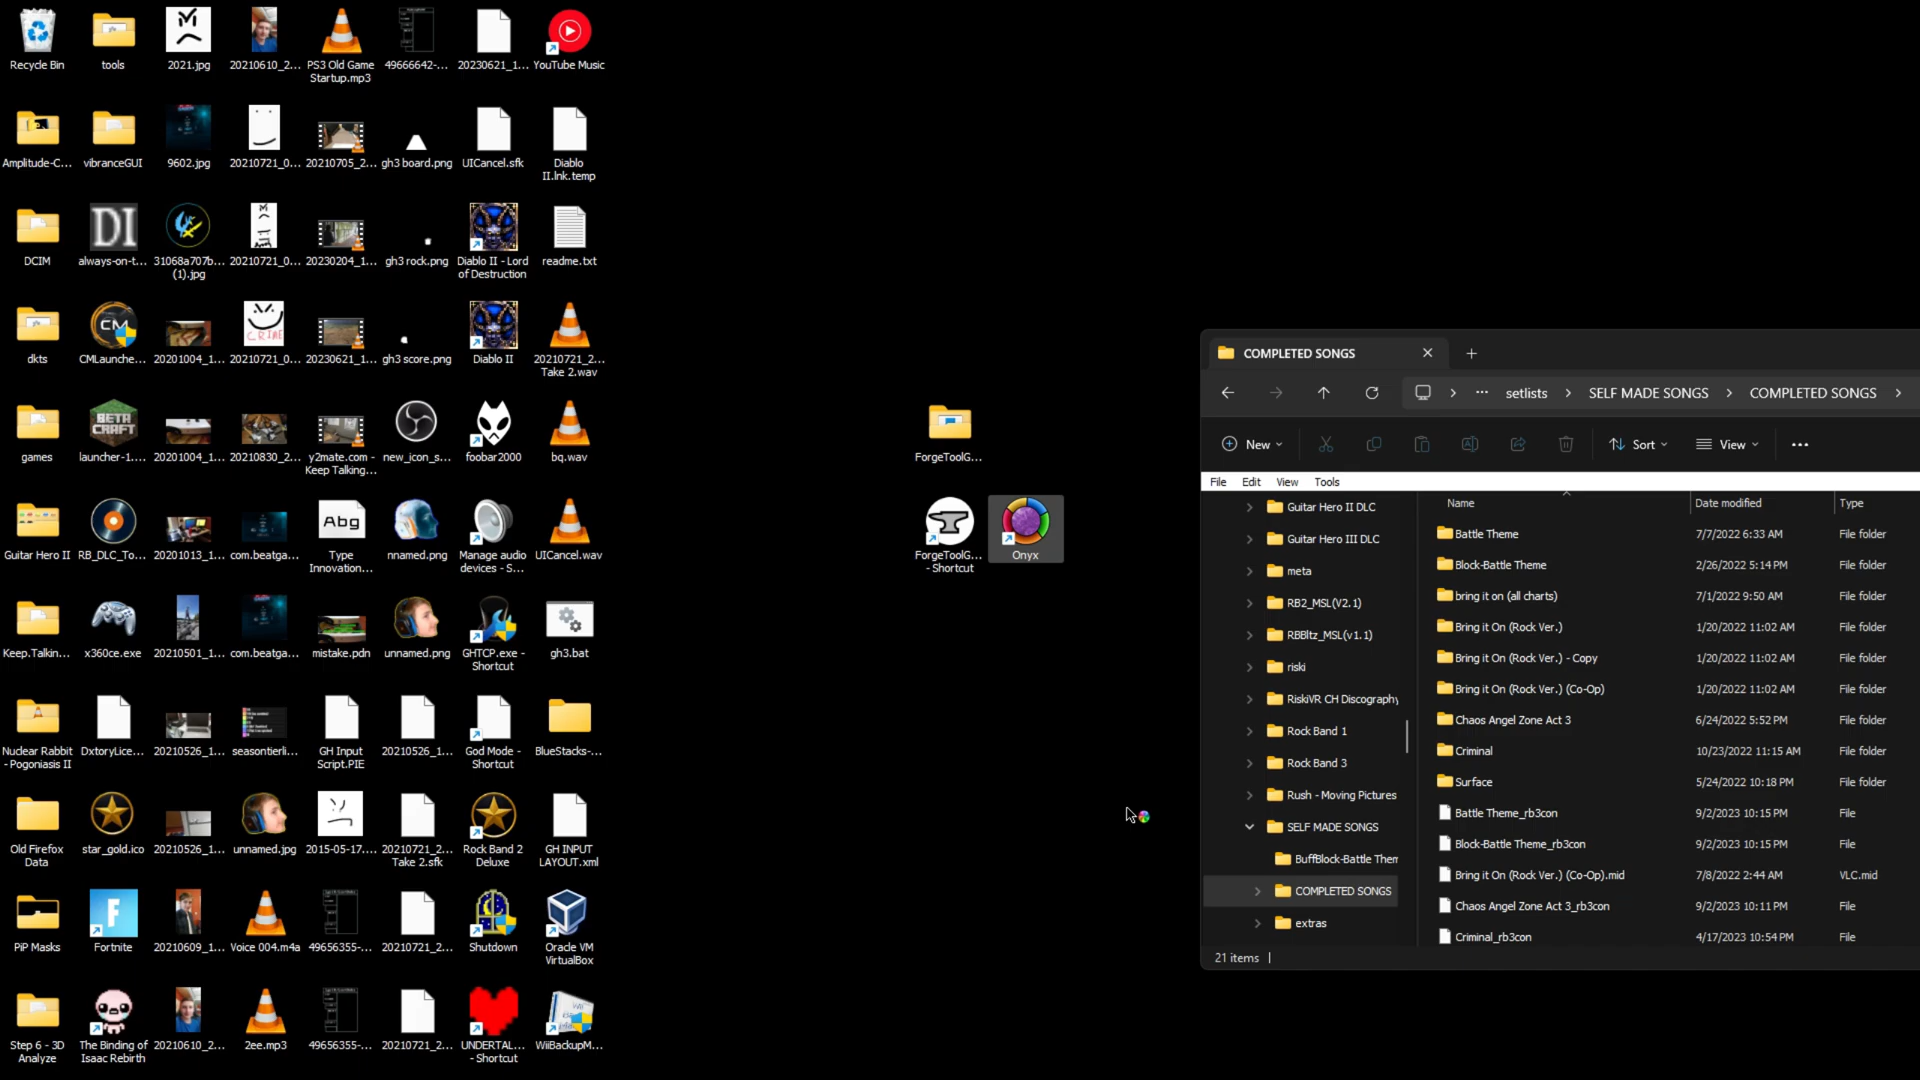 Recycle Bin
tools
2021.jpg
20210610_2...
PS3 Old Game
Startup.mp3
49666642-...
20230621_1...
YouTube Music
Amplitude-C...
vibranceGUI
9602.jpg
20210721_0...
20210705_2...
gh3 board.png
UICancel.sfk
Diablo
II.lnk.temp
DCIM
DI
always-on-t...
31068a707b...
(1).jpg
20210721_0...
20230204_1...
gh3 rock.png
Diablo II - Lord
of Destruction
readme.txt
dkts
CM
CMLaunche...
20201004_1...
CRIME
20210721_0...
20230621_1...
gh3 score.png
Diablo II
20210721_2...
Take 2.wav
games
BETA
CRAFT
launcher-1....
20201004_1...
20210830_2...
y2mate.com -
Keep Talking...
new_icon_s...
foobar2000
bq.wav
Guitar Hero II
RB_DLC_To...
20201013_1...
com.beatga...
Abg
Type
Innovation...
nnamed.png
Manage audio
devices - S...
UICancel.wav
Keep.Talkin...
x360ce.exe
20210501_1...
com.beatga...
mistake.pdn
unnamed.png
GHTCP.exe -
Shortcut
gh3.bat
Nuclear Rabbit
- Pogoniasis II
DxtoryLice...
20210526_1...
seasontierli...
GH Input
Script.PIE
20210526_1...
God Mode -
Shortcut
BlueStacks-...
Old Firefox
Data
star_gold.ico
20210526_1...
unnamed.jpg
2015-05-17....
20210721_2...
Take 2.sfk
Rock Band 2
Deluxe
GH INPUT
LAYOUT.xml
PiP Masks
F
Fortnite
20210609_1...
Voice 004.m4a
49656355-...
20210721_2...
Shutdown
Oracle VM
VirtualBox
Step 6 - 3D
Analyze
The Binding of
Isaac Rebirth
20210610_2...
2ee.mp3
49656355-...
20210721_2...
UNDERTAL...
- Shortcut
Wii
WiiBackupM...
ForgeToolG...
ForgeToolG...
- Shortcut
Onyx
COMPLETED SONGS
... setlists > SELF MADE SONGS > COMPLETED SONGS >
New
Sort
View
File Edit View Tools
Guitar Hero II DLC
Guitar Hero III DLC
meta
RB2_MSL(V2.1)
RBBltz_MSL(v1.1)
riski
RiskiVR CH Discography
Rock Band 1
Rock Band 3
Rush - Moving Pictures
SELF MADE SONGS
BuffBlock-Battle Them
COMPLETED SONGS
extras
Name Date modified Type
Battle Theme 7/7/2022 6:33 AM File folder
Block-Battle Theme 2/26/2022 5:14 PM File folder
bring it on (all charts) 7/1/2022 9:50 AM File folder
Bring it On (Rock Ver.) 1/20/2022 11:02 AM File folder
Bring it On (Rock Ver.) - Copy 1/20/2022 11:02 AM File folder
Bring it On (Rock Ver.) (Co-Op) 1/20/2022 11:02 AM File folder
Chaos Angel Zone Act 3 6/24/2022 5:52 PM File folder
Criminal 10/23/2022 11:15 AM File folder
Surface 5/24/2022 10:18 PM File folder
Battle Theme_rb3con 9/2/2023 10:15 PM File
Block-Battle Theme_rb3con 9/2/2023 10:15 PM File
Bring it On (Rock Ver.) (Co-Op).mid 7/8/2022 2:44 AM VLC.mid
Chaos Angel Zone Act 3_rb3con 9/2/2023 10:11 PM File
Criminal_rb3con 4/17/2023 10:54 PM File
21 items